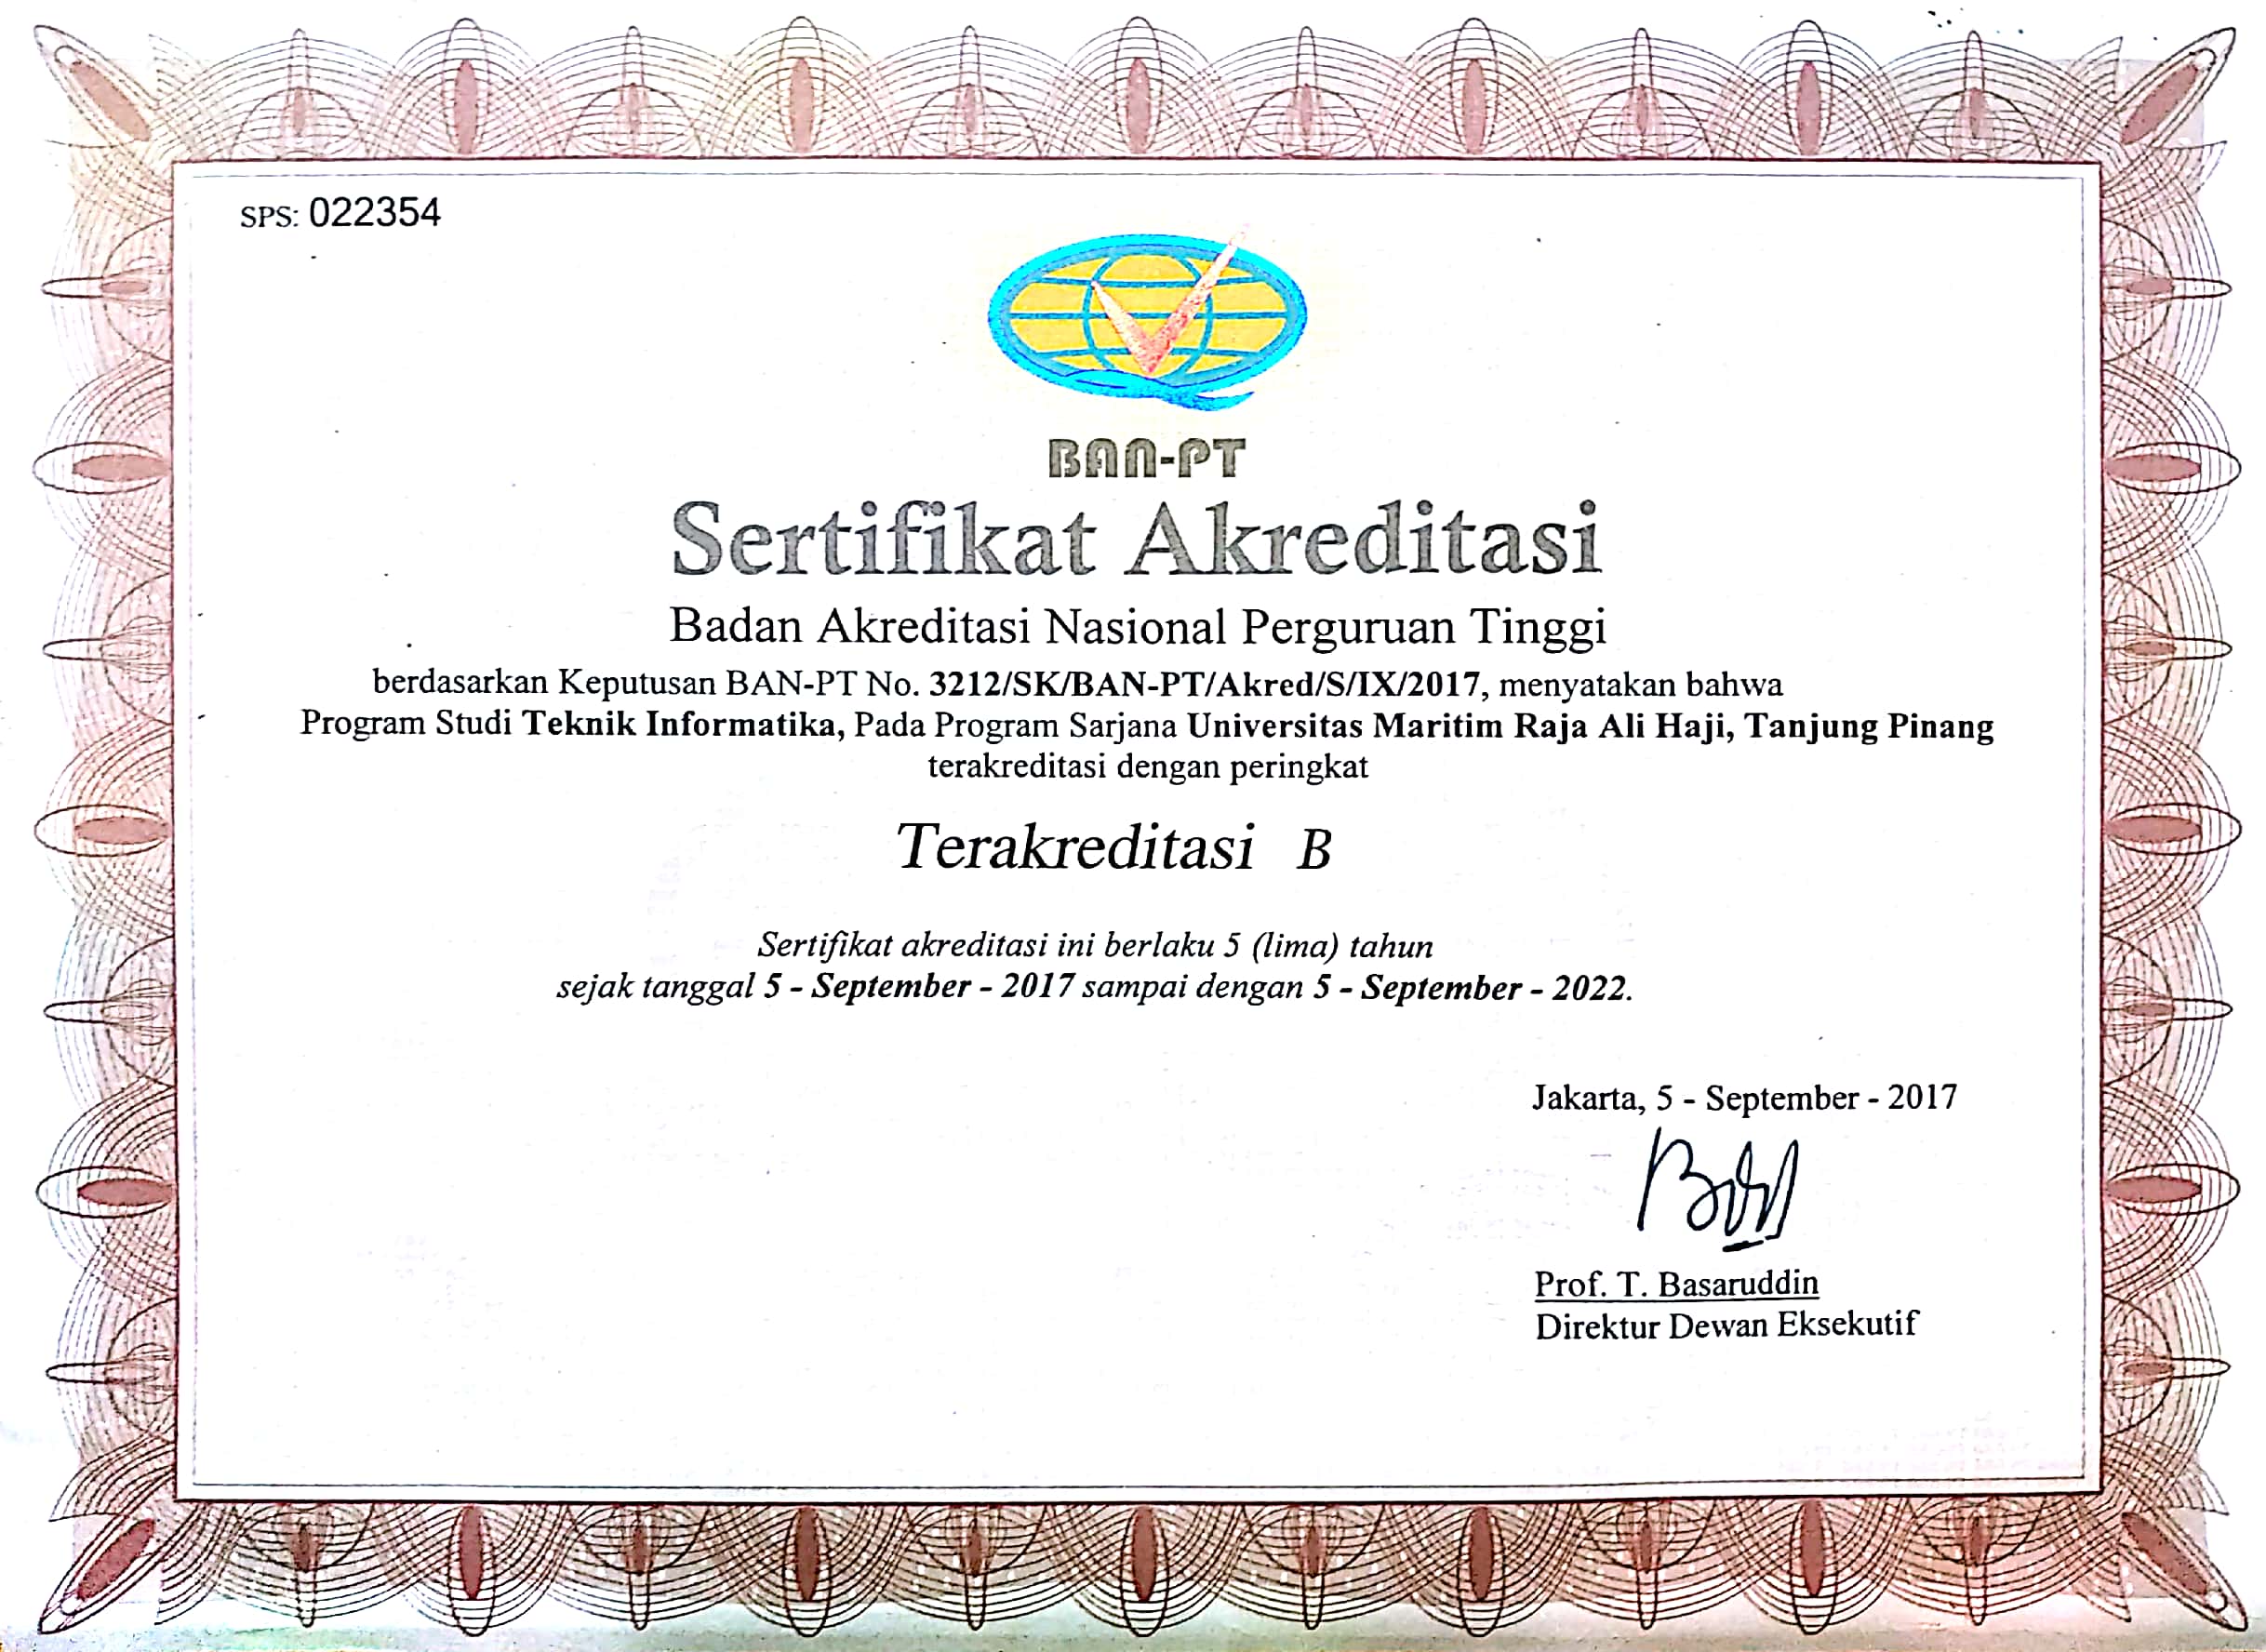 SPS: 022354
BAN-PT
Sertifikat Akreditasi
Badan Akreditasi Nasional Perguruan Tinggi
berdasarkan Keputusan BAN-PT No. 3212/SK/BAN-PT/Akred/S/IX/2017, menyatakan bahwa
Program Studi Teknik Informatika, Pada Program Sarjana Universitas Maritim Raja Ali Haji, Tanjung Pinang
terakreditasi dengan peringkat
Terakreditasi B
Sertifikat akreditasi ini berlaku 5 (lima) tahun
sejak tanggal 5 - September - 2017 sampai dengan 5 - September - 2022.
Jakarta, 5 - September - 2017
Prof. T. Basaruddin
Direktur Dewan Eksekutif